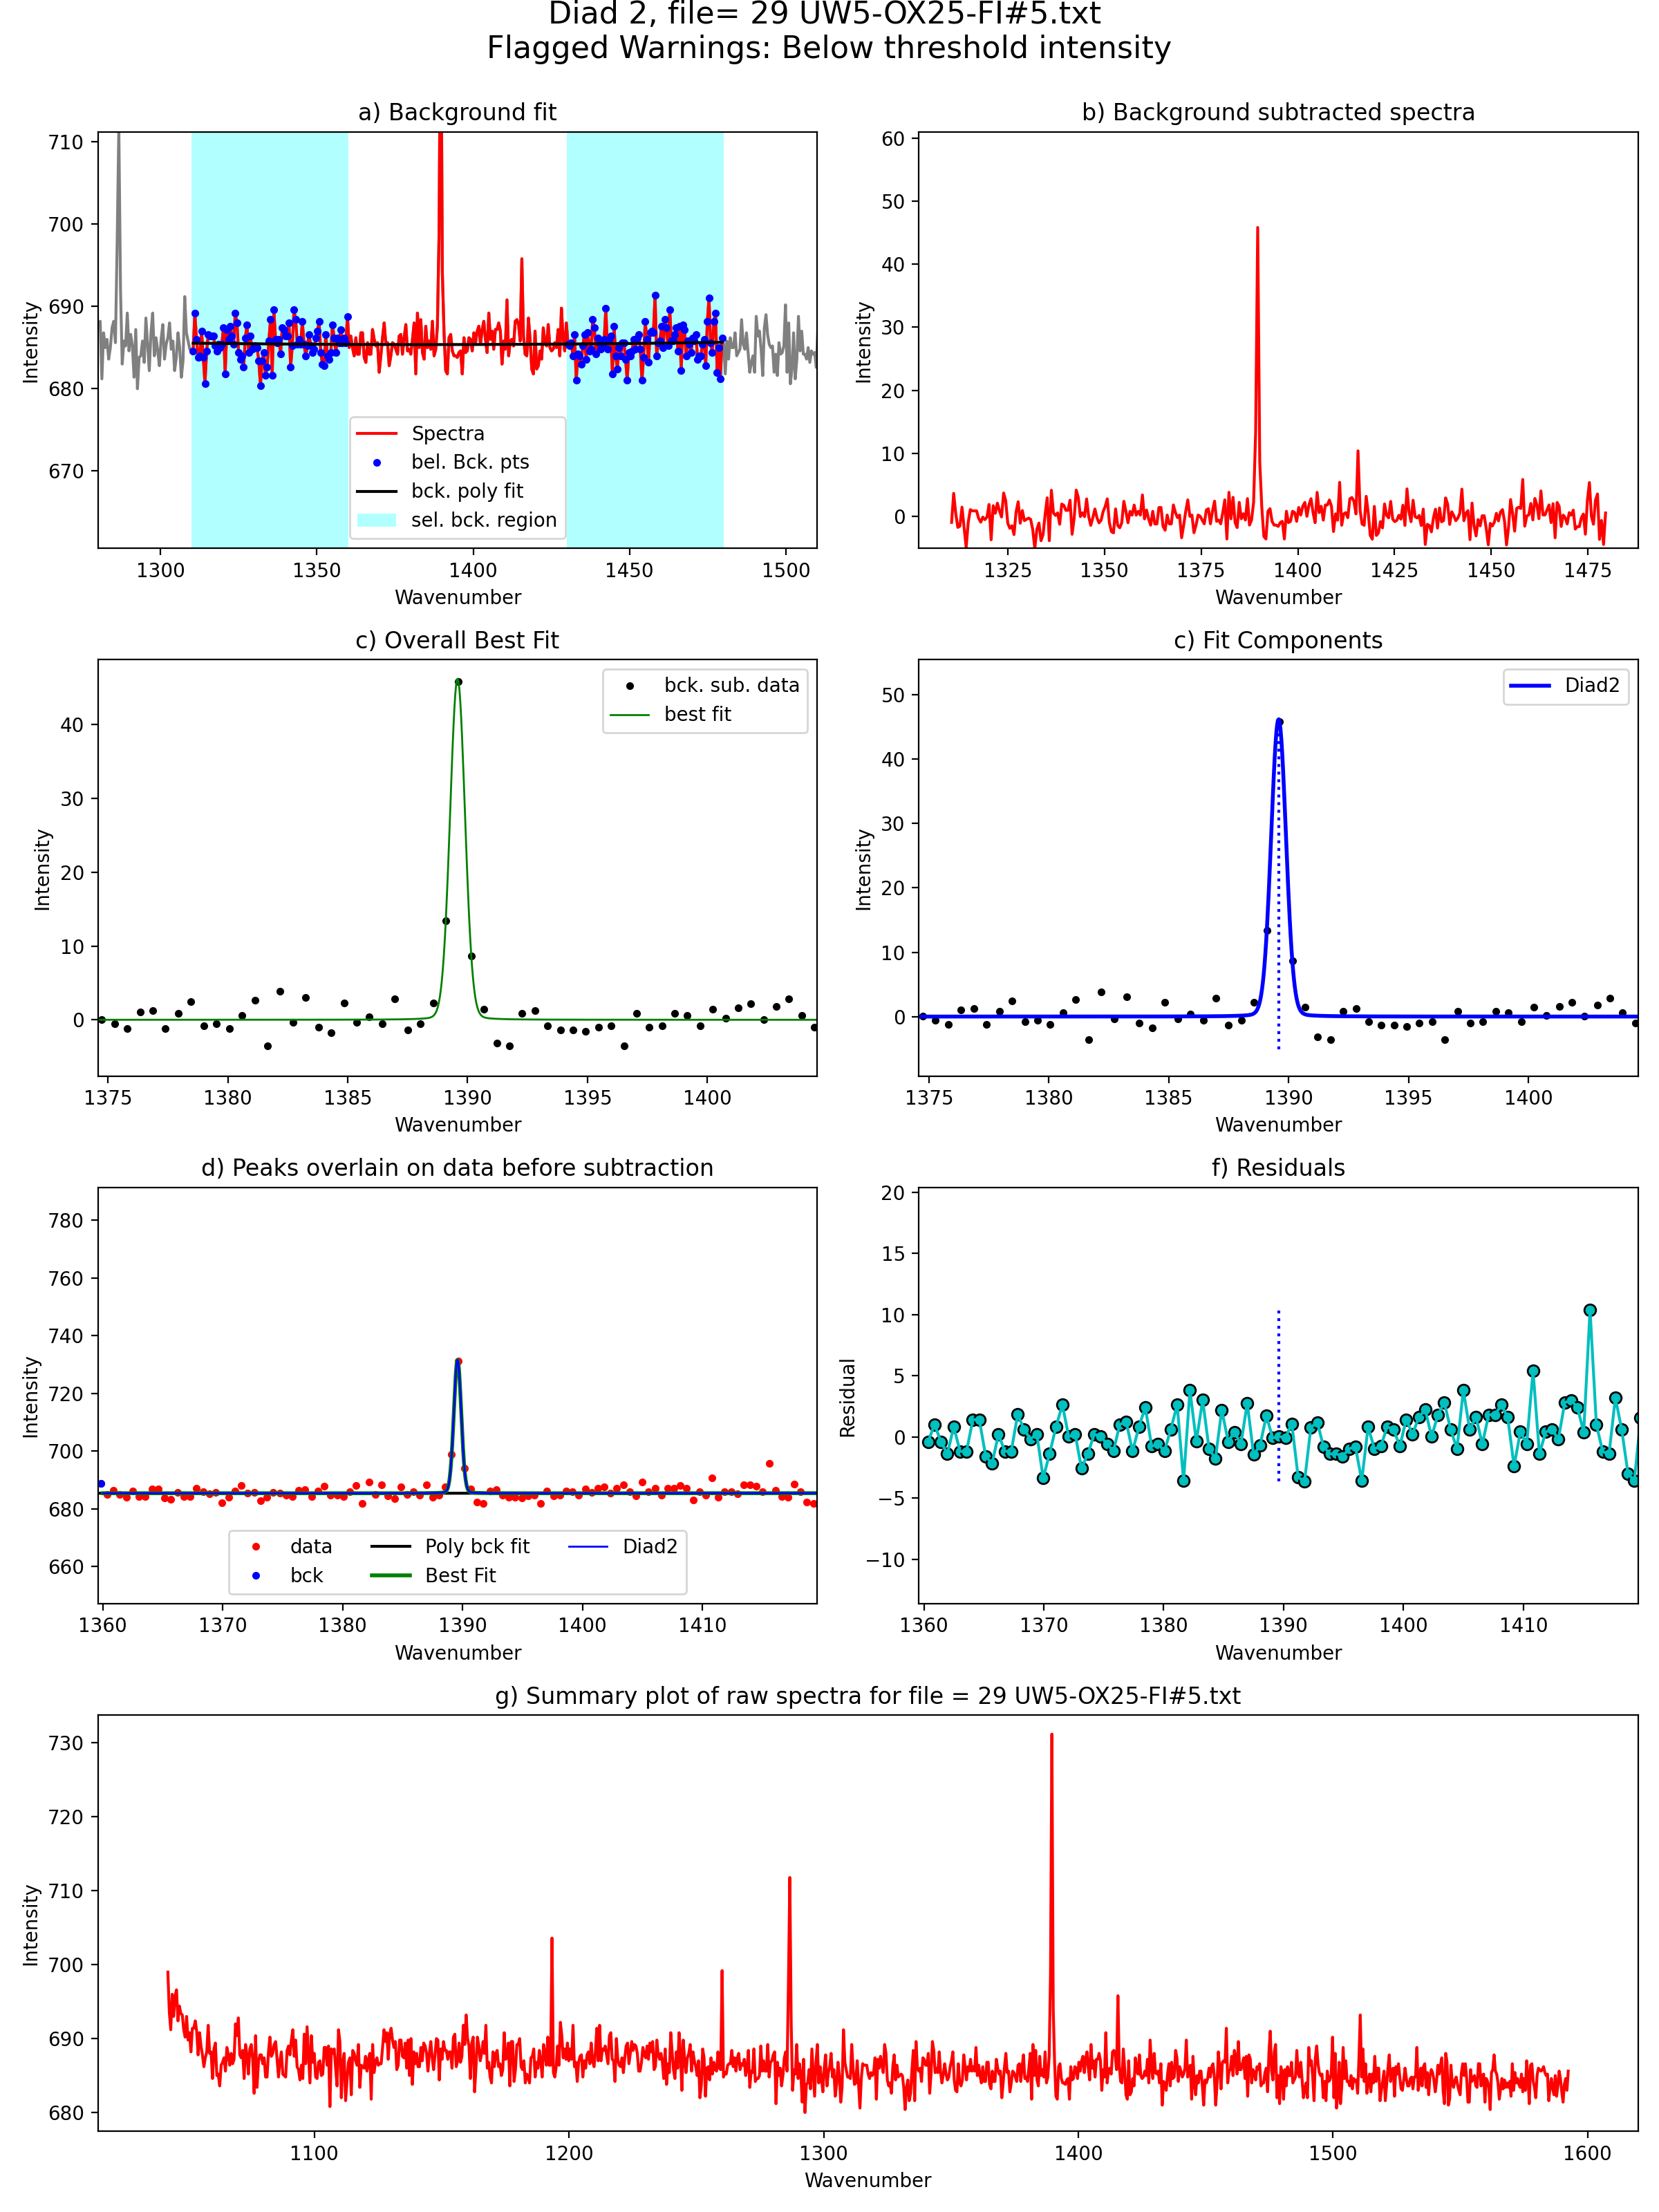 Diad 2, file= 29 UW5-OX25-FI#5.txt
Flagged Warnings: Below threshold intensity
a) Background fit
710
700
690
680
670
Intensity
Spectra
bel. Bck. pts
bck. poly fit
sel. bck. region
1300 1350 1400 1450 1500
Wavenumber
b) Background subtracted spectra
60
50
40
30
20
10
0
Intensity
1325 1350 1375 1400 1425 1450 1475
Wavenumber
c) Overall Best Fit
40
30
20
10
0
Intensity
bck. sub. data
best fit
1375 1380 1385 1390 1395 1400
Wavenumber
c) Fit Components
50
40
30
20
10
0
Intensity
Diad2
1375 1380 1385 1390 1395 1400
Wavenumber
d) Peaks overlain on data before subtraction
780
760
740
720
700
680
660
Intensity
data
bck
Poly bck fit
Best Fit
Diad2
1360 1370 1380 1390 1400 1410
Wavenumber
f) Residuals
20
15
10
5
0
−5
−10
Residual
1360 1370 1380 1390 1400 1410
Wavenumber
g) Summary plot of raw spectra for file = 29 UW5-OX25-FI#5.txt
730
720
710
700
690
680
Intensity
1100 1200 1300 1400 1500 1600
Wavenumber